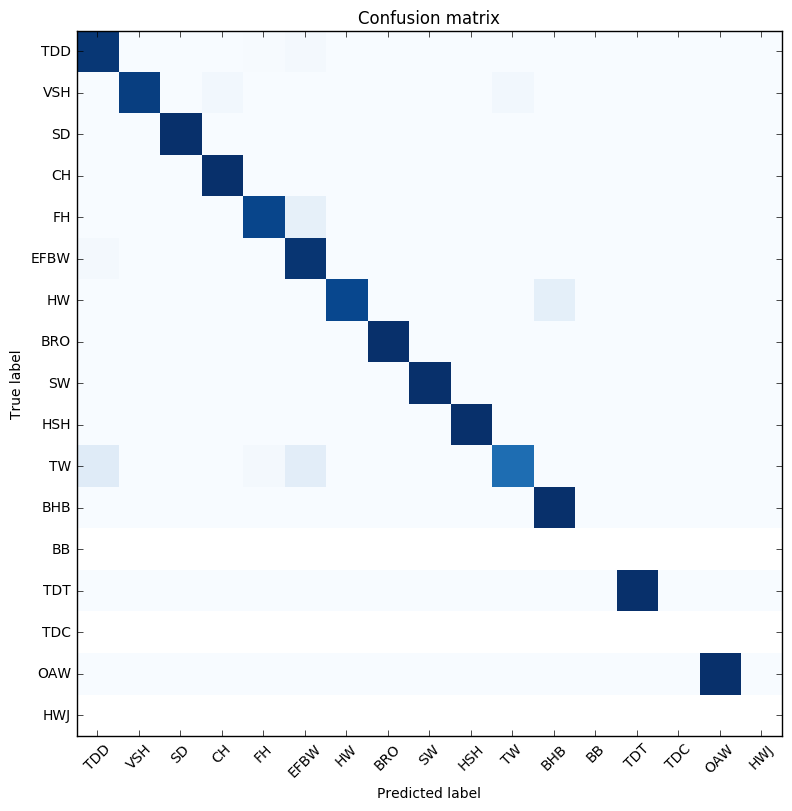 Confusion matrix
True label
TDD
VSH
SD
CH
FH
EFBW
HW
BRO
SW
HSH
TW
BHB
BB
TDT
TDC
OAW
HWJ
TDD VSH SD CH FH EFBW HW BRO SW HSH TW BHB BB TDT TDC OAW HWJ
Predicted label